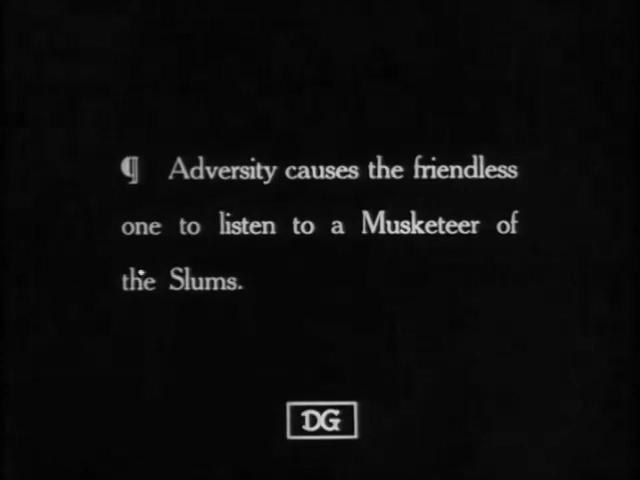 ¶ Adversity causes the friendless
one to listen to a Musketeer of
the Slums.
DG